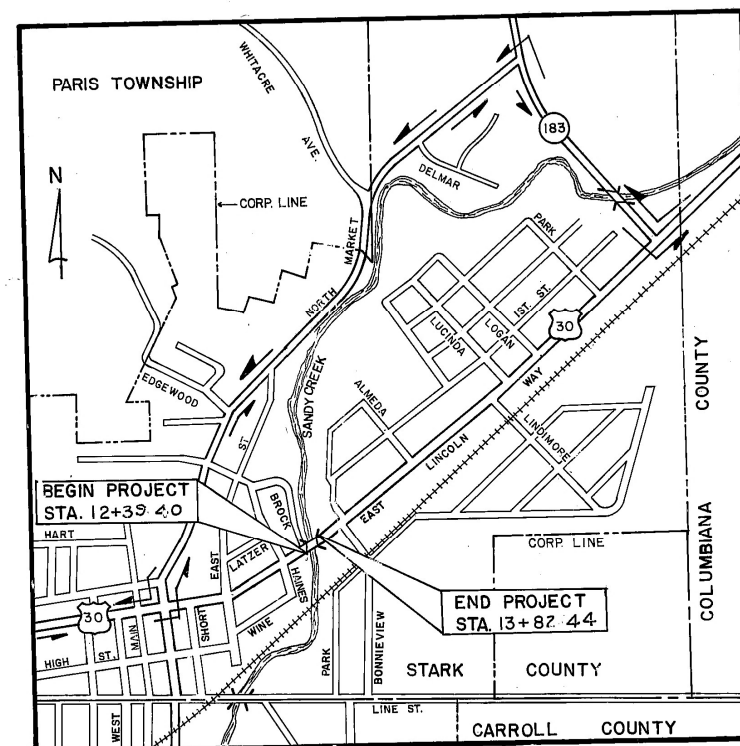 PARIS TOWNSHIP
WHITACRE
AVE.
183
DELMAR
N
CORP. LINE
MARKET
NORTH
PARK
1ST. ST.
LOGAN
LUCINDA
30
WAY
COUNTY
EDGEWOOD
SANDY CREEK
ALMEDA
LINCOLN
LINDIMORE
ST.
BROCK
EAST
BEGIN PROJECT
STA. 12+39 40
HART
LATZER
EAST
HAINES
CORP. LINE
COLUMBIANA
END PROJECT
STA. 13+82 44
30
MAIN
SHORT
WINE
HIGH ST.
PARK
BONNIEVIEW
STARK COUNTY
WEST
LINE ST.
CARROLL COUNTY